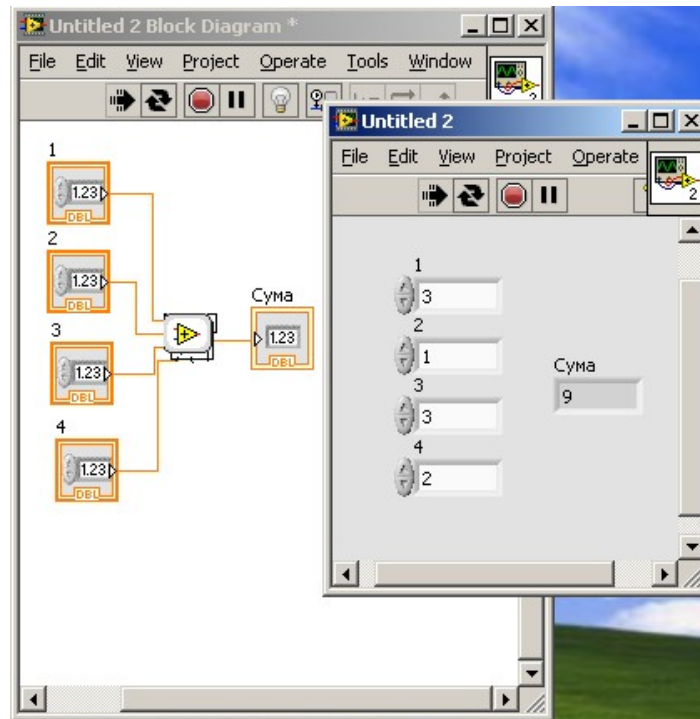 Untitled 2 Block Diagram *
File Edit View Project Operate Tools Window
1
1.23
DBL
2
1.23
DBL
3
1.23
DBL
4
1.23
DBL
Сума
1.23
DBL
Untitled 2
File Edit View Project Operate
2
1
3
2
1
3
3
4
2
Сума
9